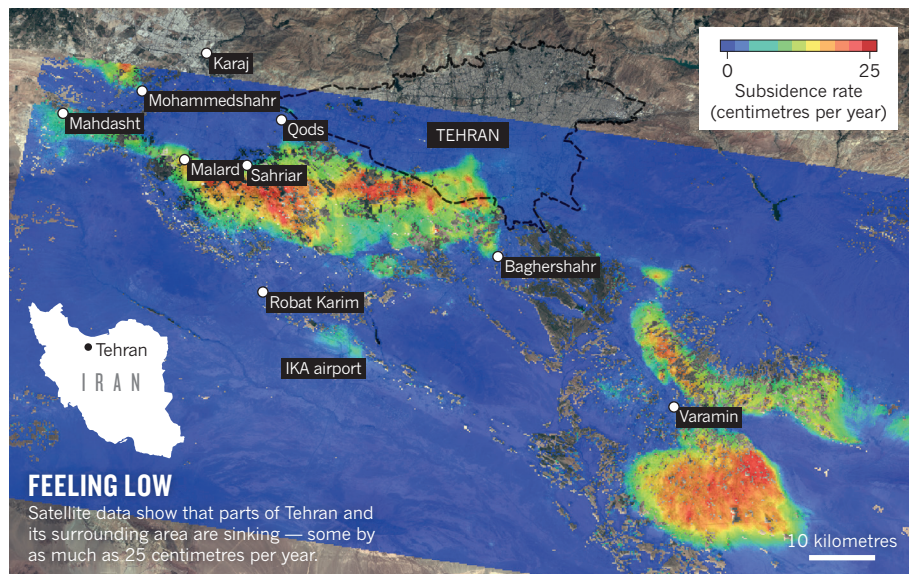 Karaj
0
25
Subsidence rate
(centimetres per year)
Mohammedshahr
Mahdasht
Qods
TEHRAN
Malard
Sahriar
Baghershahr
Robat Karim
Tehran
IRAN
IKA airport
Varamin
FEELING LOW
Satellite data show that parts of Tehran and
its surrounding area are sinking — some by
as much as 25 centimetres per year.
10 kilometres